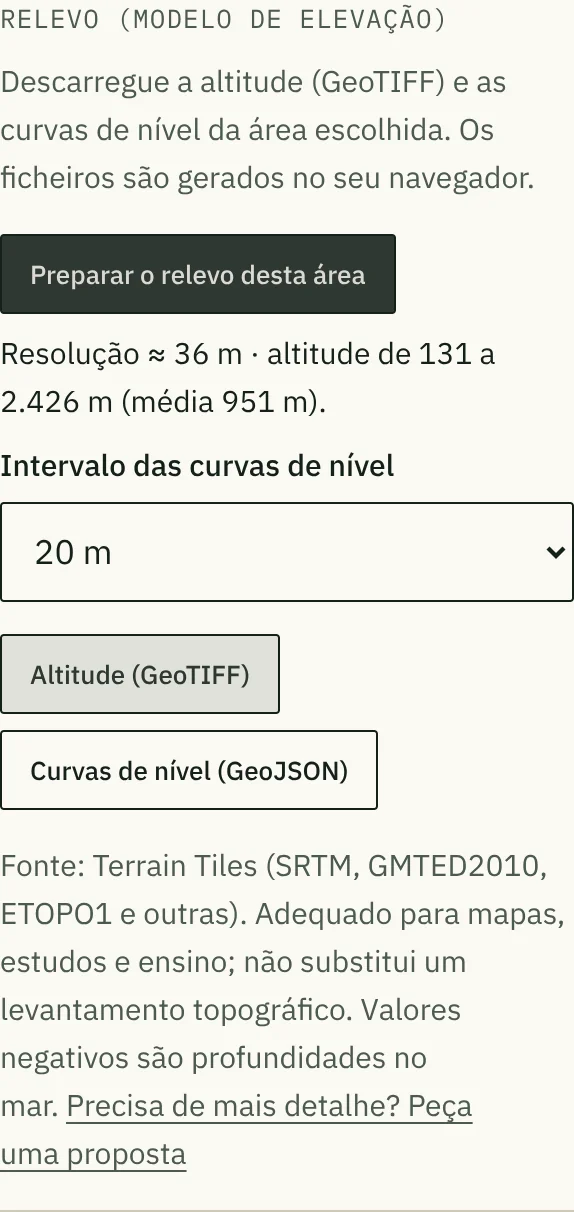 RELEVO (MODELO DE ELEVAÇÃO)
Descarregue a altitude (GeoTIFF) e as
curvas de nível da área escolhida. Os
ficheiros são gerados no seu navegador.
Preparar o relevo desta área
Resolução ≈ 36 m · altitude de 131 a
2.426 m (média 951 m).
Intervalo das curvas de nível
20 m
Altitude (GeoTIFF)
Curvas de nível (GeoJSON)
Fonte: Terrain Tiles (SRTM, GMTED2010,
ETOPO1 e outras). Adequado para mapas,
estudos e ensino; não substitui um
levantamento topográfico. Valores
negativos são profundidades no
mar. Precisa de mais detalhe? Peça
uma proposta